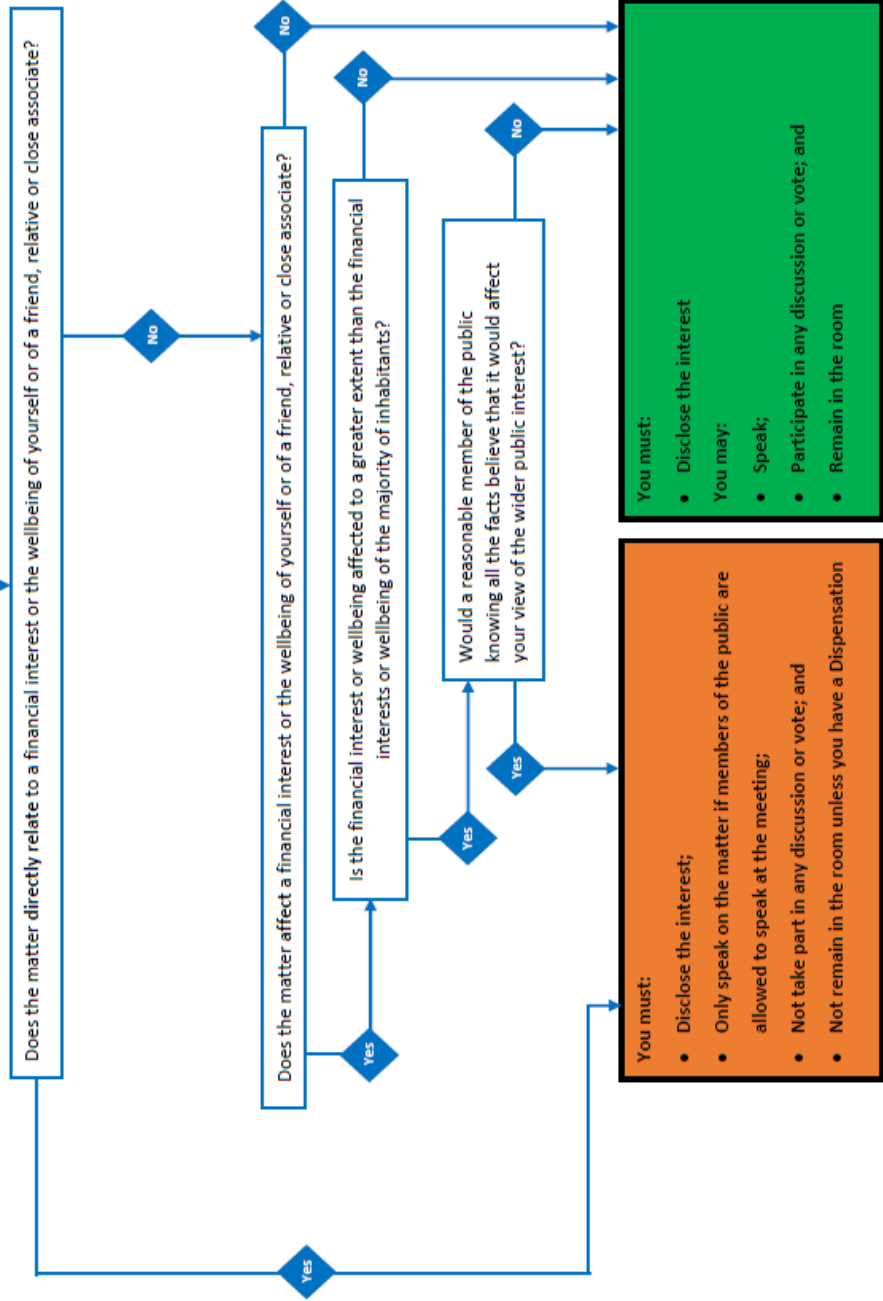 Does the matter directly relate to a financial interest or the wellbeing of yourself or of a friend, relative or close associate?
No
Does the matter affect a financial interest or the wellbeing of yourself or of a friend, relative or close associate?
No
Yes
Is the financial interest or wellbeing affected to a greater extent than the financial
interests or wellbeing of the majority of inhabitants?
No
Yes
Would a reasonable member of the public
knowing all the facts believe that it would affect
your view of the wider public interest?
No
Yes
Yes
You must:
• Disclose the interest;
• Only speak on the matter if members of the public are
allowed to speak at the meeting;
• Not take part in any discussion or vote; and
• Not remain in the room unless you have a Dispensation
You must:
• Disclose the interest
You may:
• Speak;
• Participate in any discussion or vote; and
• Remain in the room